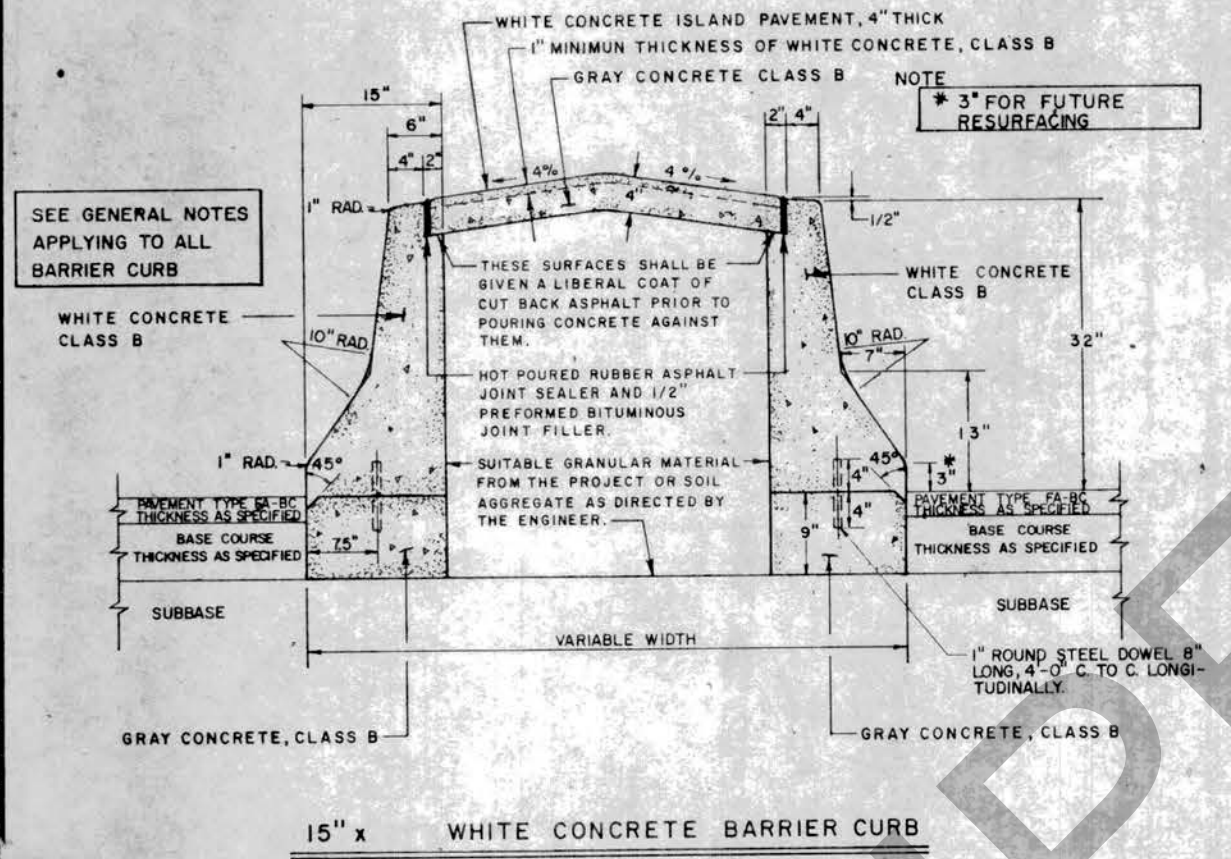 WHITE CONCRETE ISLAND PAVEMENT, 4" THICK
1" MINIMUN THICKNESS OF WHITE CONCRETE, CLASS B
GRAY CONCRETE CLASS B
NOTE
* 3" FOR FUTURE
RESURFACING
15"
6"
4" 2"
2" 4"
4%
4%
4"
1" RAD.
1/2"
SEE GENERAL NOTES
APPLYING TO ALL
BARRIER CURB
THESE SURFACES SHALL BE
GIVEN A LIBERAL COAT OF
CUT BACK ASPHALT PRIOR TO
POURING CONCRETE AGAINST
THEM.
WHITE CONCRETE
CLASS B
WHITE CONCRETE
CLASS B
10" RAD.
10" RAD.
7"
32"
HOT POURED RUBBER ASPHALT
JOINT SEALER AND 1/2"
PREFORMED BITUMINOUS
JOINT FILLER.
13"
1" RAD.
45°
45°
*
3"
SUITABLE GRANULAR MATERIAL
FROM THE PROJECT OR SOIL
AGGREGATE AS DIRECTED BY
THE ENGINEER.
4"
4"
9"
PAVEMENT TYPE FA-BC
THICKNESS AS SPECIFIED
BASE COURSE
THICKNESS AS SPECIFIED
7.5"
PAVEMENT TYPE FA-BC
THICKNESS AS SPECIFIED
BASE COURSE
THICKNESS AS SPECIFIED
SUBBASE
SUBBASE
VARIABLE WIDTH
1" ROUND STEEL DOWEL 8"
LONG, 4'-0" C. TO C. LONGI-
TUDINALLY.
GRAY CONCRETE, CLASS B
GRAY CONCRETE, CLASS B
15" x WHITE CONCRETE BARRIER CURB